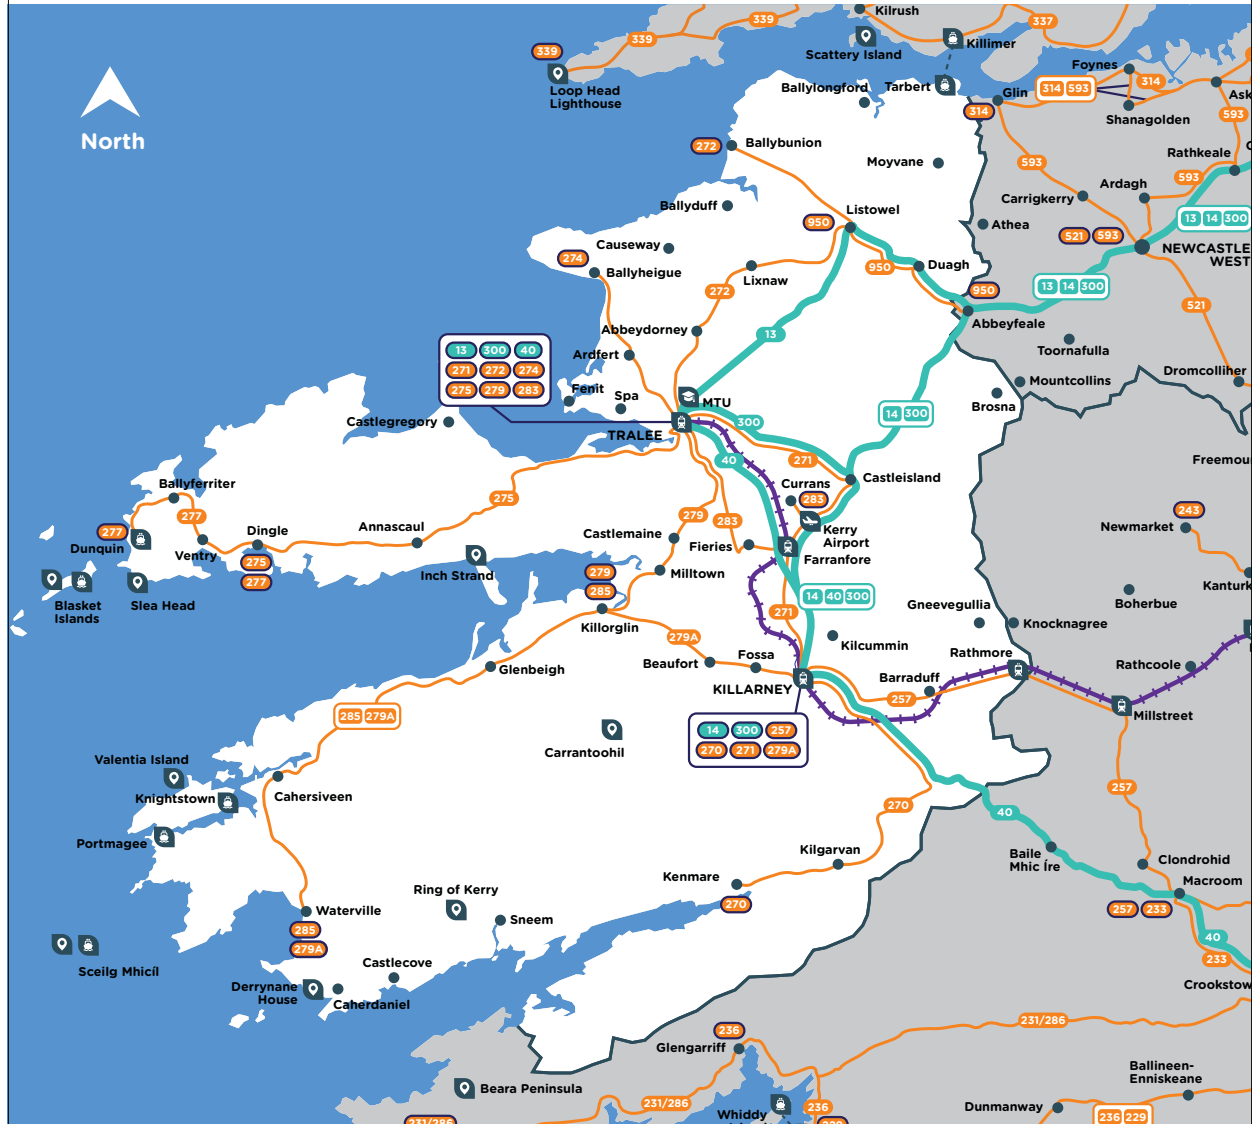 Kilrush
339
337
339
339
Scattery Island
Killimer
Foynes
Loop Head
Lighthouse
Ballylongford
Tarbert
314 593
314
Glin
314
Shanagolden
593
North
272
Ballybunion
Moyvane
593
Rathkeale
Ardagh
593
Carrigkerry
Ballyduff
Listowel
950
Athea
13 14 300
521
593
NEWCASTLE
WEST
Causeway
274
Ballyheigue
Lixnaw
950
Duagh
272
950
13 14 300
521
Abbeydorney
13
Abbeyfeale
Toornafulla
13 300 40
271 272 274
275 279 283
Ardfert
Dromcolliher
Mountcollins
Fenit
Spa
MTU
Brosna
14 300
Castlegregory
TRALEE
300
40
271
Freemou
Ballyferriter
Currans
Castleisland
275
283
277
279
283
243
277
Dunquin
Ventry
Dingle
Annascaul
Castlemaine
Fieries
Kerry
Airport
Newmarket
Farranfore
275
277
Inch Strand
Milltown
279
285
Kanturk
Blasket
Islands
Slea Head
14 40 300
271
Gneevegullia
Boherbue
Killorglin
279A
Kilcummin
Knocknagree
Glenbeigh
Beaufort
Fossa
Rathmore
Rathcoole
KILLARNEY
Barraduff
257
285 279A
Millstreet
14 300 257
270 271 279A
Carrantoohil
Valentia Island
Knightstown
Cahersiveen
257
270
40
Portmagee
Kilgarvan
Baile
Mhic Íre
Clondrohid
Kenmare
Macroom
Ring of Kerry
270
257
233
Waterville
Sneem
285
279A
40
233
Sceilg Mhicíl
Castlecove
Derrynane
House
Caherdaniel
Crookstow
236
231/286
Glengarriff
Beara Peninsula
Ballineen-
Enniskeane
231/286
236
Dunmanway
Whiddy
236 229
231/286